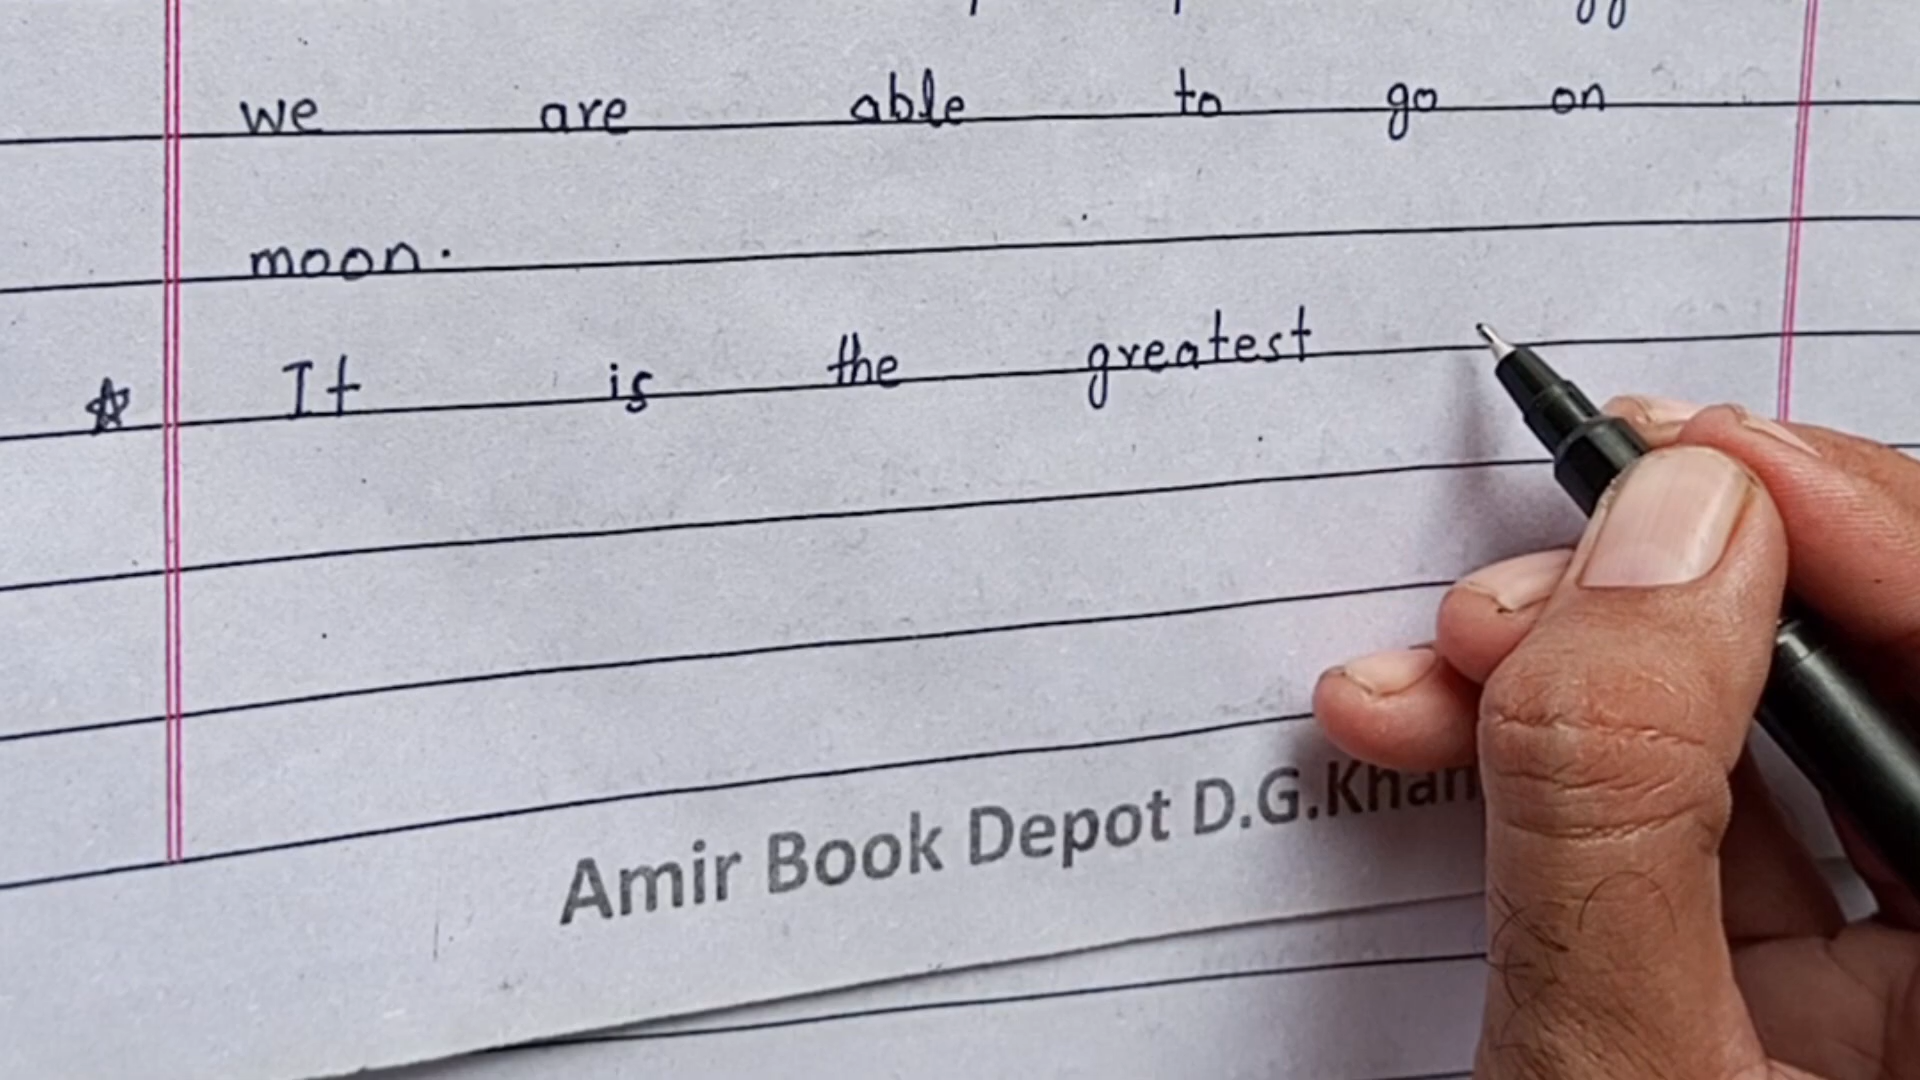 we are able to go on
moon.
It is the greatest
Amir Book Depot D.G.Khan